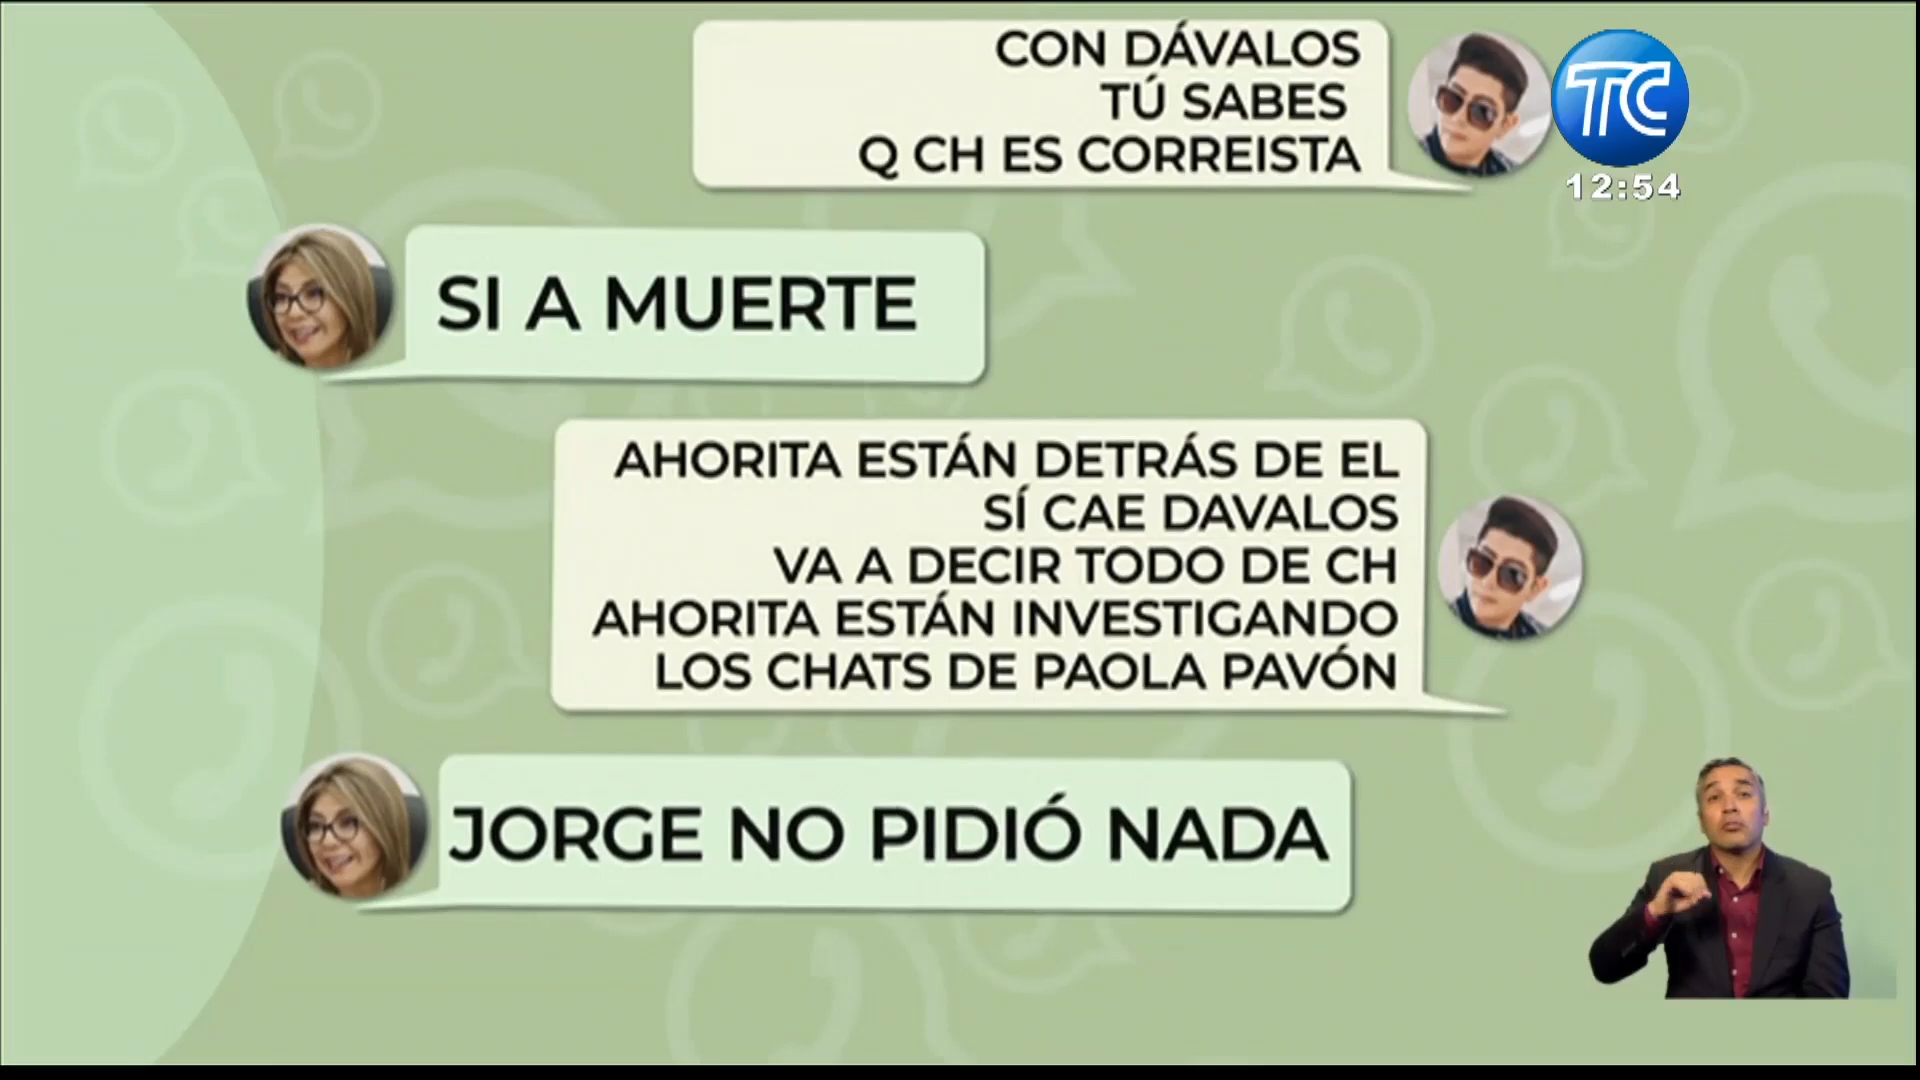 CON DÁVALOS
TÚ SABES
Q CH ES CORREISTA
TC
12:54
SI A MUERTE
AHORITA ESTÁN DETRÁS DE EL
SÍ CAE DAVALOS
VA A DECIR TODO DE CH
AHORITA ESTÁN INVESTIGANDO
LOS CHATS DE PAOLA PAVÓN
JORGE NO PIDIÓ NADA